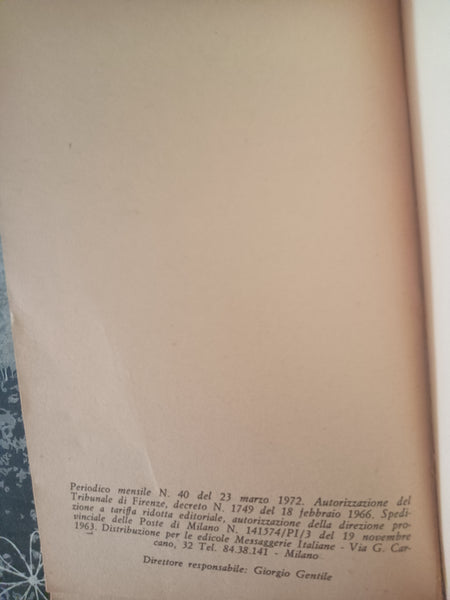 Periodico mensile N. 40 del 23 marzo 1972. Autorizzazione del
Tribunale di Firenze, decreto N. 1749 del 18 febbraio 1966. Spedi-
zione a tariffa ridotta editoriale, autorizzazione della direzione pro-
vinciale delle Poste di Milano N. 141574/PI/3 del 19 novembre
1963. Distribuzione per le edicole Messaggerie Italiane - Via G. Car-
cano, 32 Tel. 84.38.141 - Milano
Direttore responsabile: Giorgio Gentile